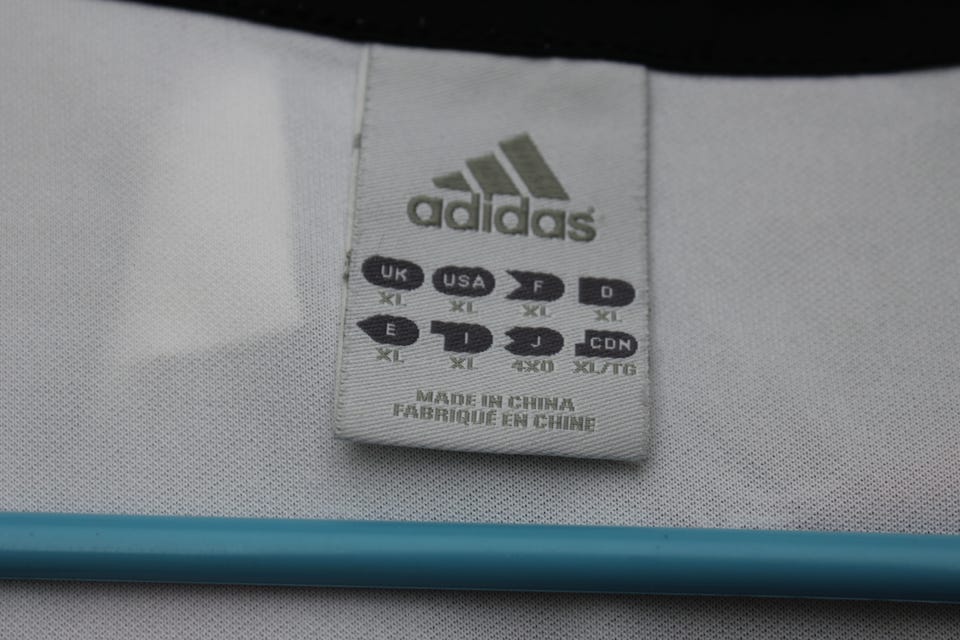 adidas
UK USA F D
XL XL XL XL
E I J CDN
XL XL 4XO XL/TG
MADE IN CHINA
FABRIQUÉ EN CHINE